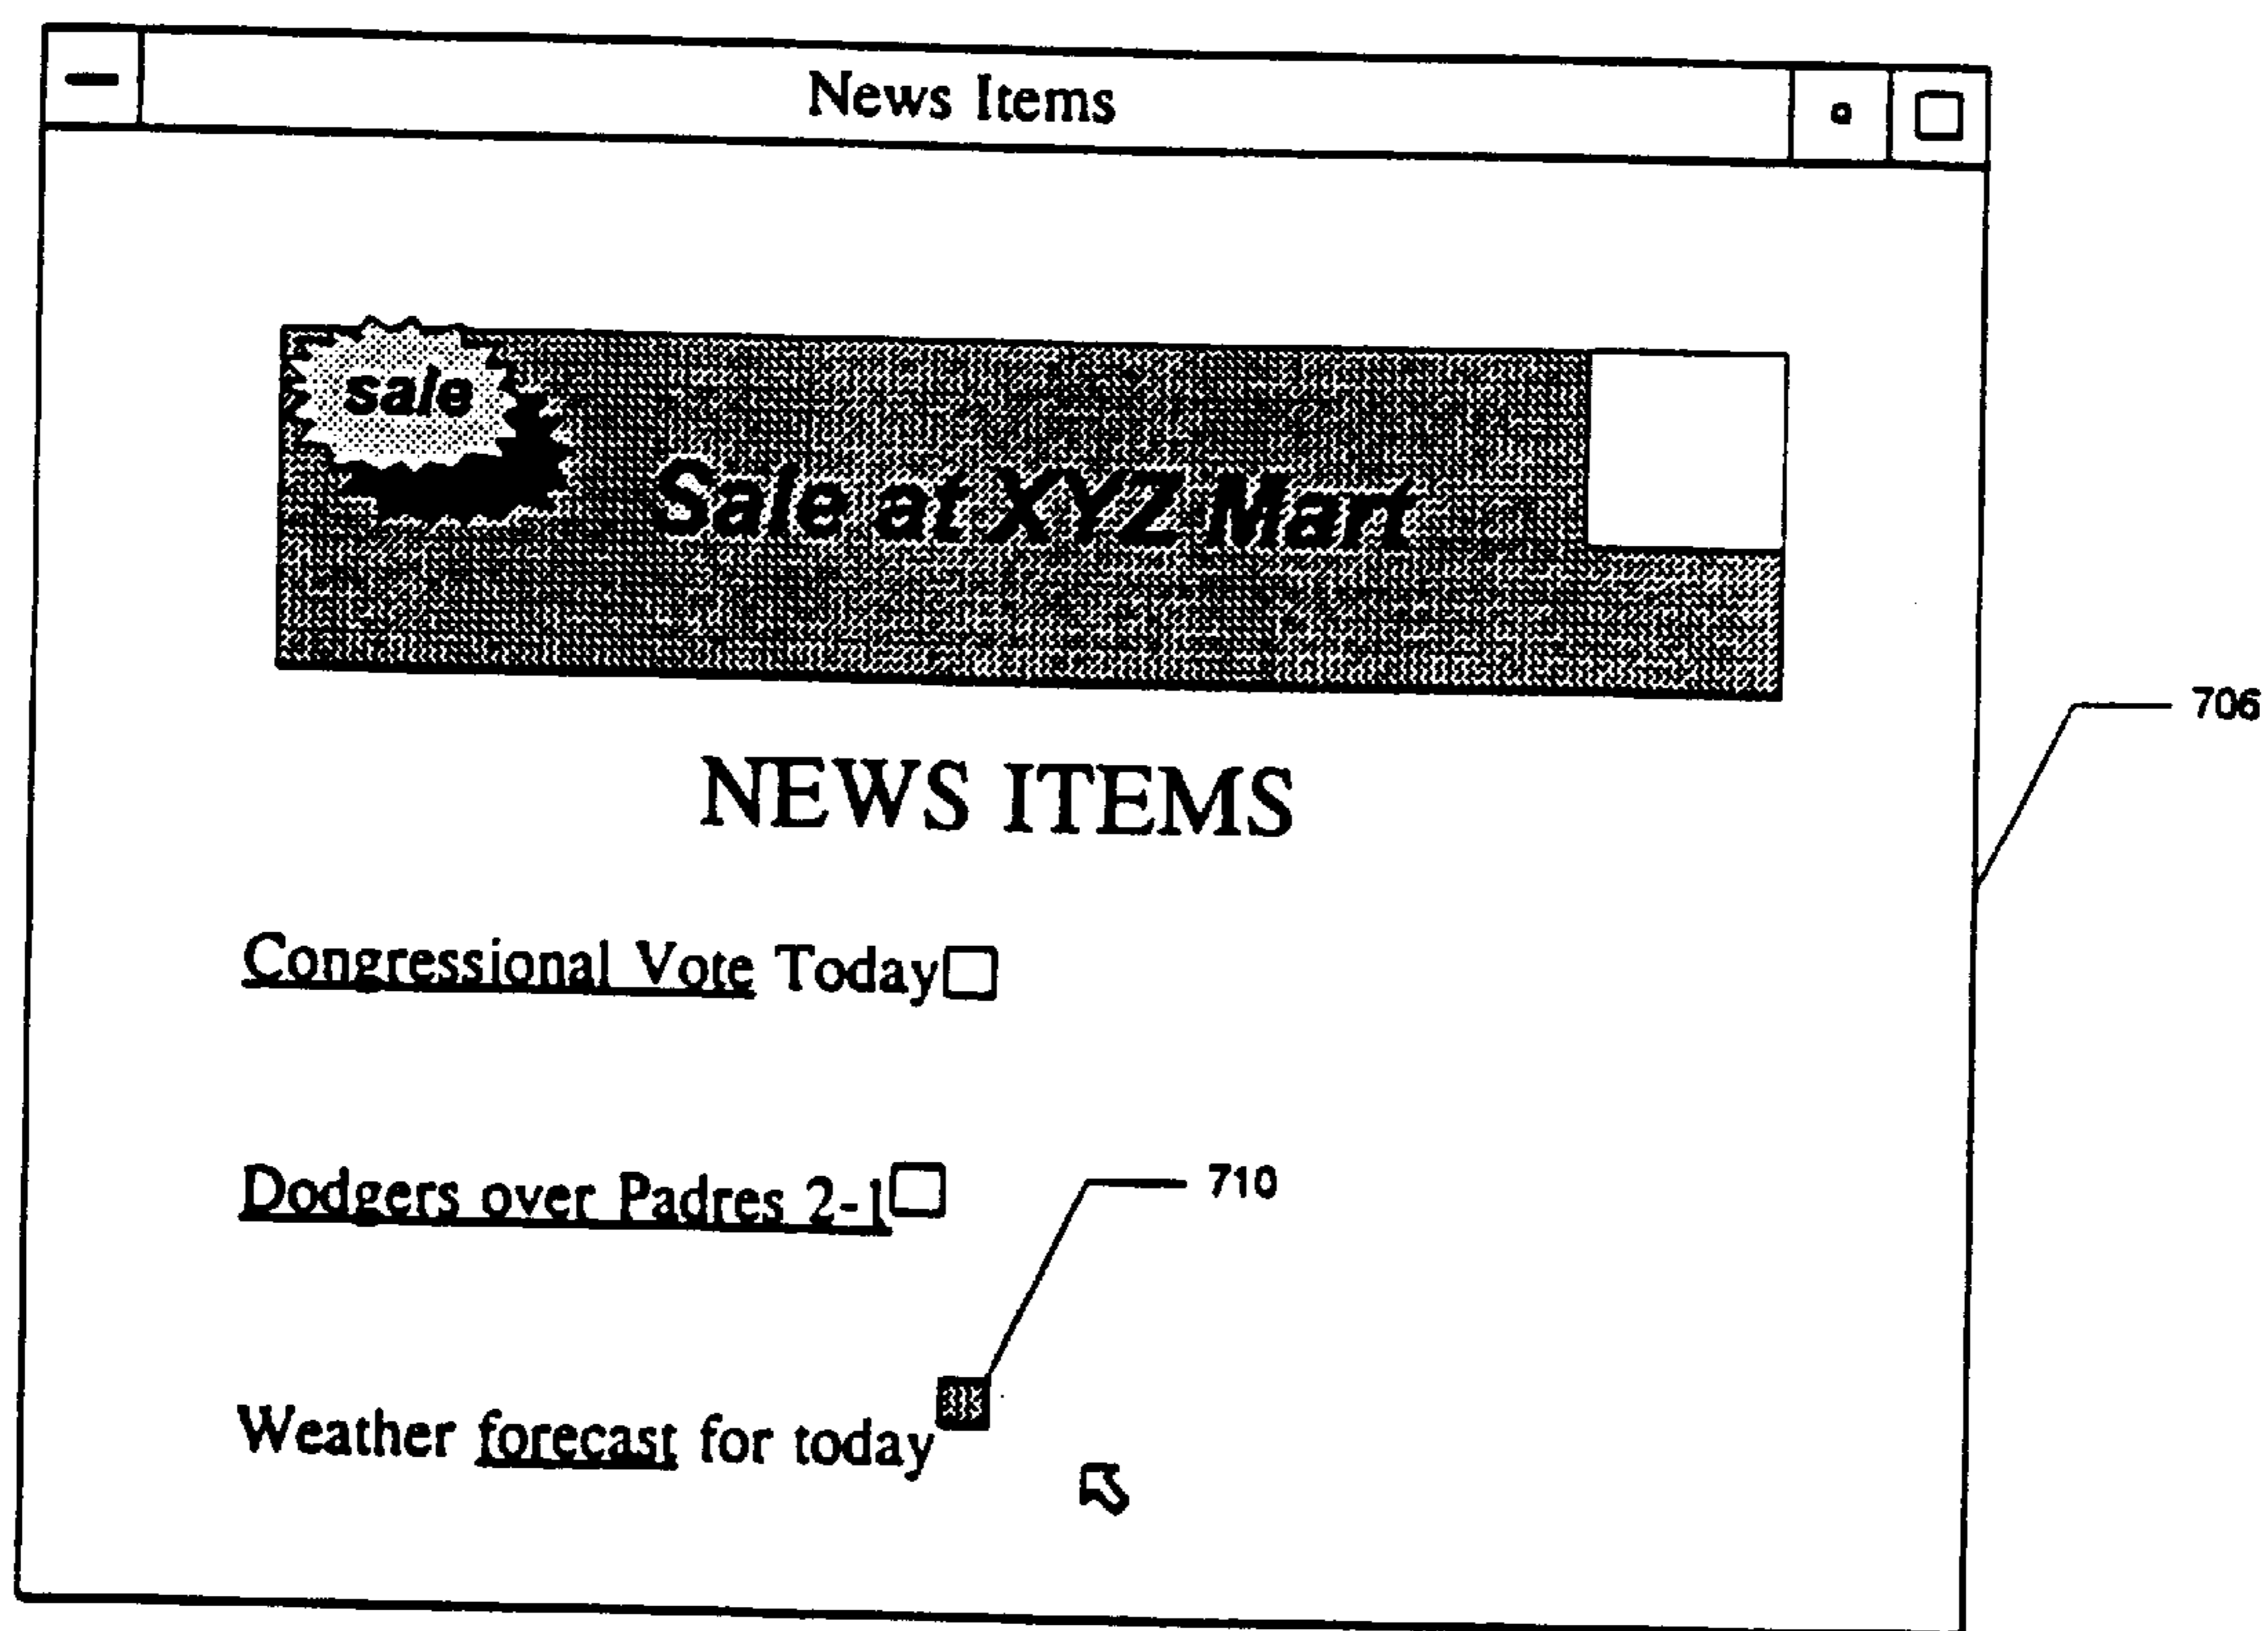 News Items
sale
Sale at XYZ Mart
706
NEWS ITEMS
Congressional Vote Today
Dodgers over Padres 2-1
710
Weather forecast for today